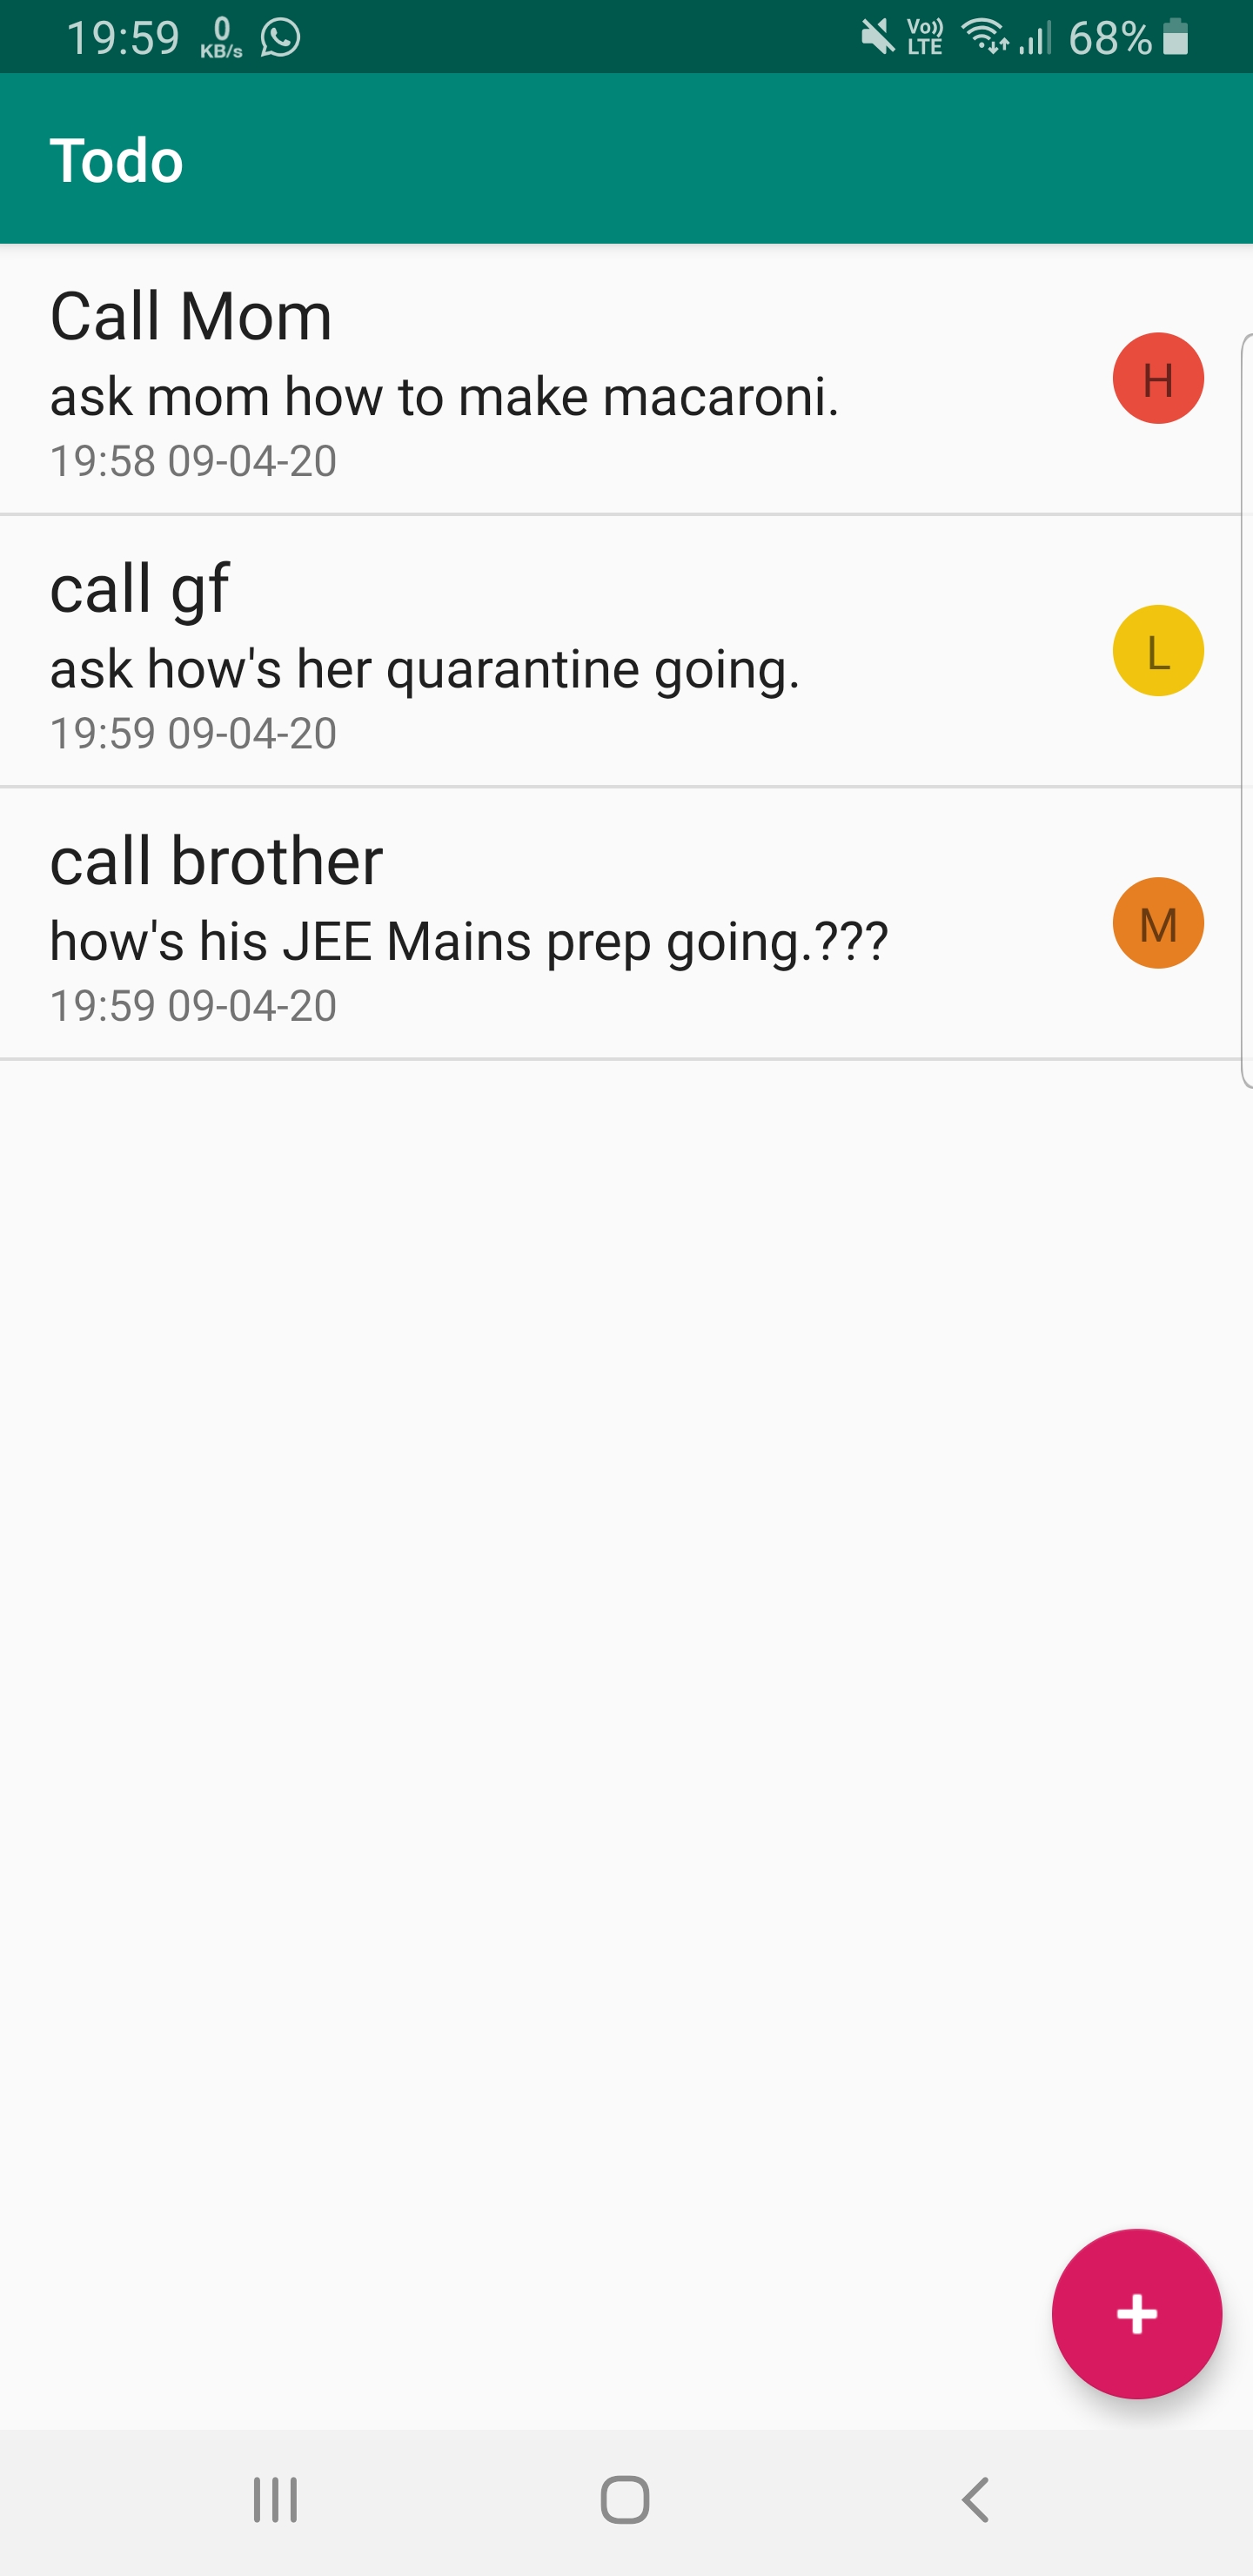 19:59 0 KB/s Vo)) LTE 68%
Todo
Call Mom
ask mom how to make macaroni.
19:58 09-04-20
H
call gf
ask how's her quarantine going.
19:59 09-04-20
L
call brother
how's his JEE Mains prep going.???
19:59 09-04-20
M